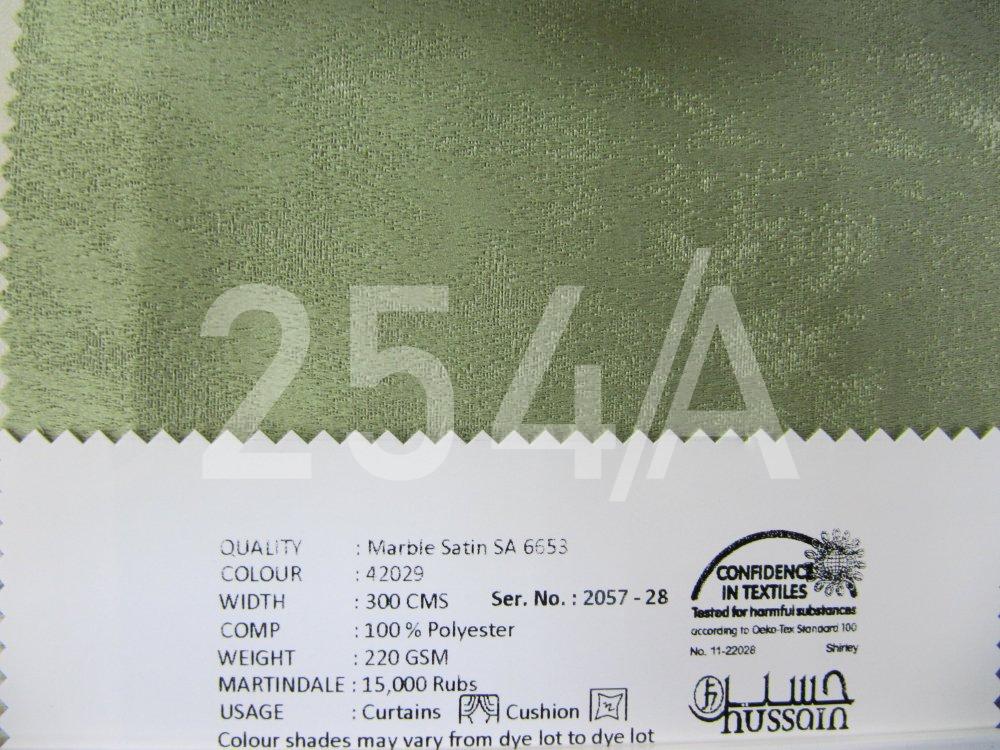 254/A
QUALITY : Marble Satin SA 6653
COLOUR : 42029
WIDTH : 300 CMS Ser. No. : 2057 - 28
COMP : 100 % Polyester
WEIGHT : 220 GSM
MARTINDALE : 15,000 Rubs
USAGE : Curtains Cushion
Colour shades may vary from dye lot to dye lot
CONFIDENCE
IN TEXTILES
Tested for harmful substances
according to Oeko-Tex Standard 100
No. 11-22028 Shirley
حسين
hussain